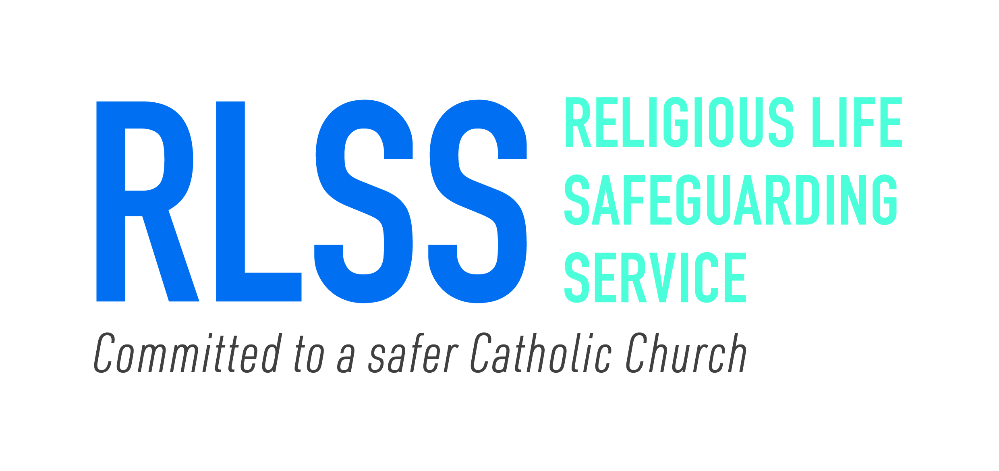 RLSS
RELIGIOUS LIFE
SAFEGUARDING
SERVICE
Committed to a safer Catholic Church